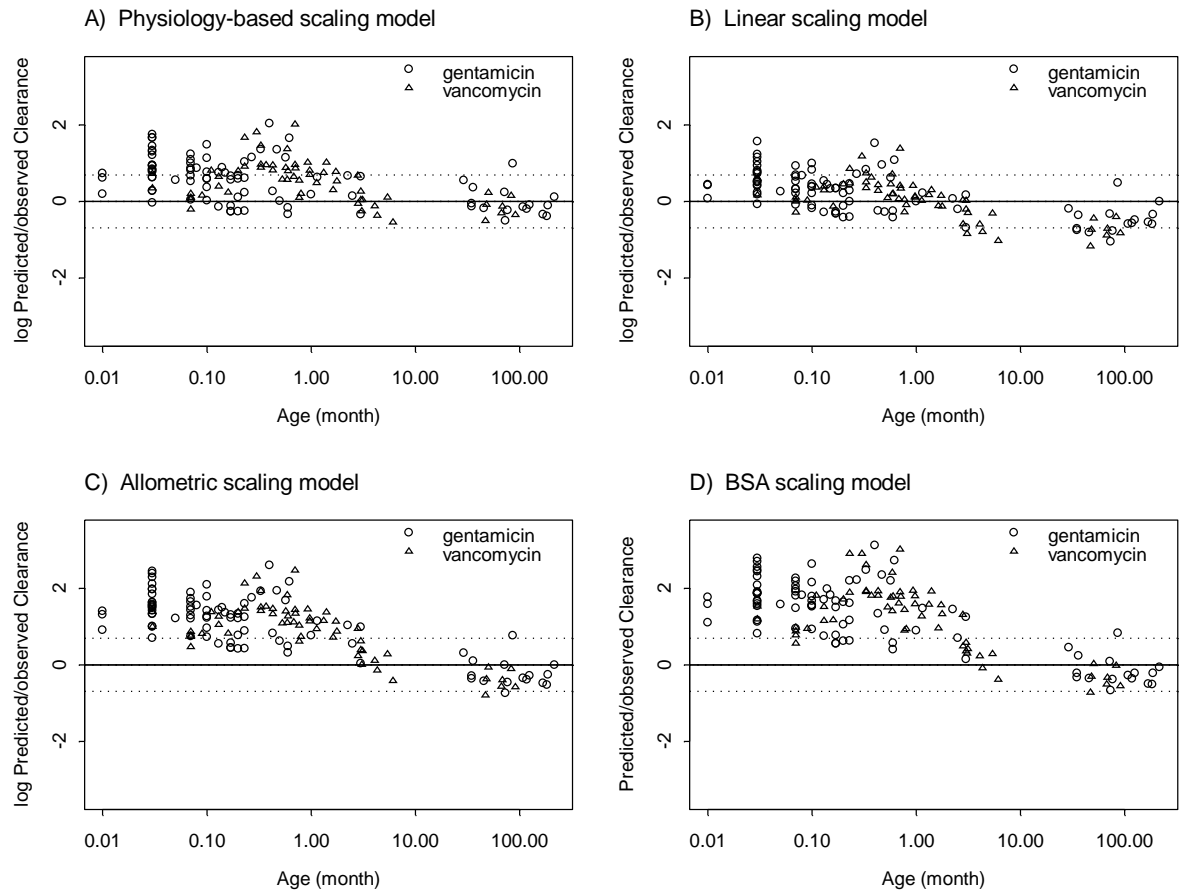 A) Physiology-based scaling model
log Predicted/observed Clearance
2
0
-2
gentamicin
vancomycin
0.01 0.10 1.00 10.00 100.00
Age (month)
B) Linear scaling model
log Predicted/observed Clearance
2
0
-2
gentamicin
vancomycin
0.01 0.10 1.00 10.00 100.00
Age (month)
C) Allometric scaling model
log Predicted/observed Clearance
2
0
-2
gentamicin
vancomycin
0.01 0.10 1.00 10.00 100.00
Age (month)
D) BSA scaling model
Predicted/observed Clearance
2
0
-2
gentamicin
vancomycin
0.01 0.10 1.00 10.00 100.00
Age (month)